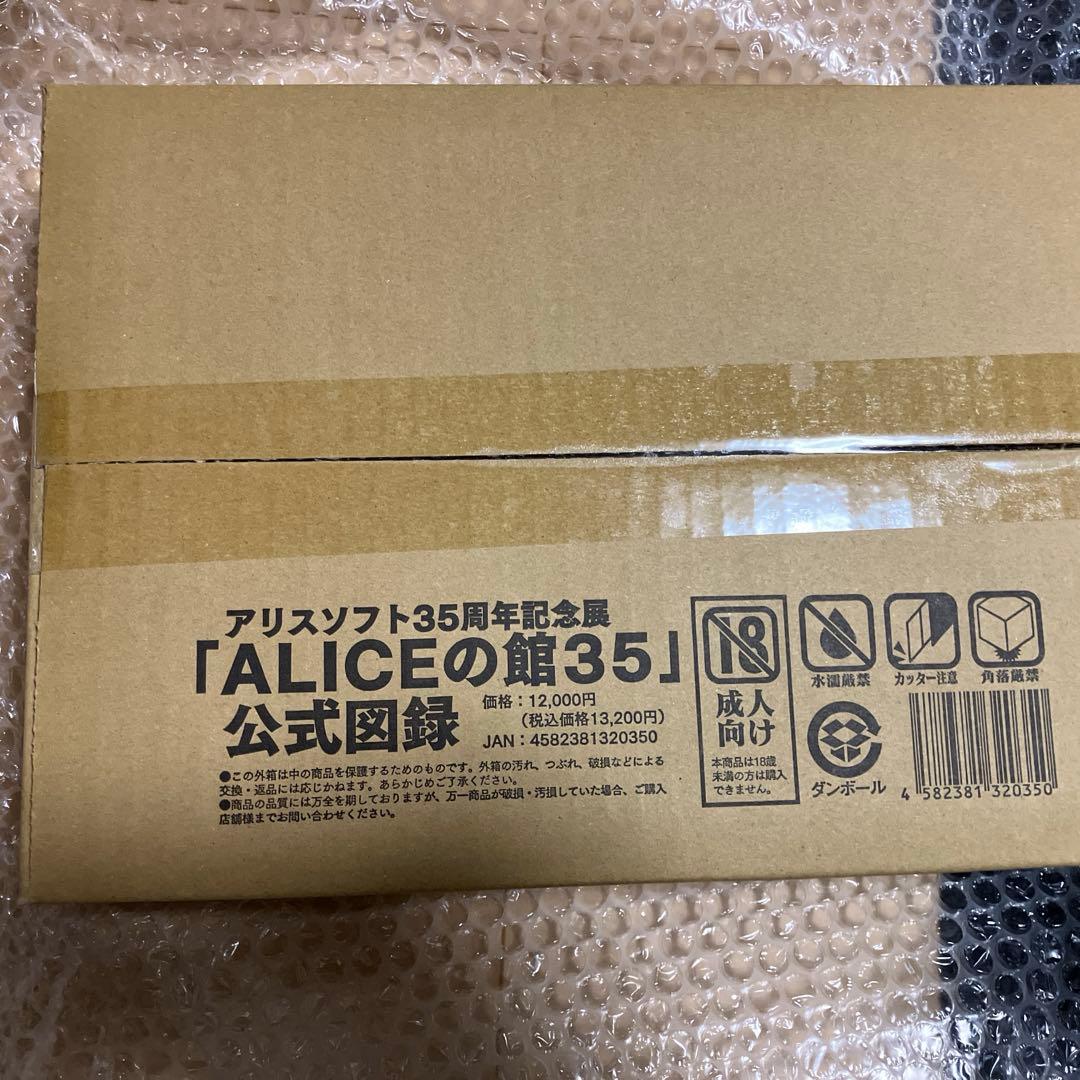 アリスソフト35周年記念展
「ALICEの館35」
公式図録
価格：12,000円
（税込価格13,200円）
JAN：4582381320350
●この外箱は中の商品を保護するためのものです。外箱の汚れ、つぶれ、破損などによる
交換・返品には応じかねます。あらかじめご了承ください。
●商品の品質には万全を期しておりますが、万一商品が破損・汚損していた場合、ご購入
店舗様までお問い合わせください。
18
成人
向け
本商品は18歳
未満の方は購入
できません。
水濡厳禁
カッター注意
角落厳禁
ダンボール
4 582381 320350